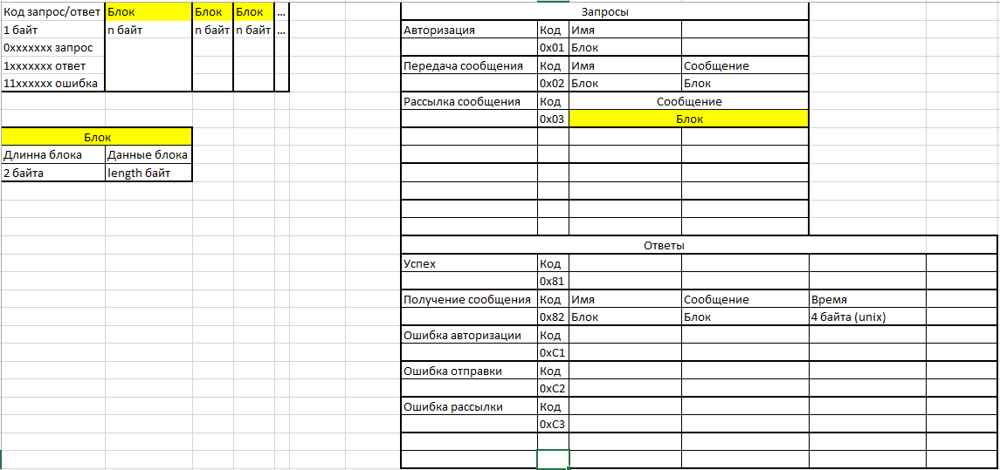 Код запрос/ответ Блок Блок Блок ...
1 байт n байт n байт n байт ...
0xxxxxxx запрос
1xxxxxxx ответ
11xxxxxx ошибка
Блок
Длинна блока Данные блока
2 байта length байт
Запросы
Авторизация Код Имя
0x01 Блок
Передача сообщения Код Имя Сообщение
0x02 Блок Блок
Рассылка сообщения Код Сообщение
0x03 Блок
Ответы
Успех Код
0x81
Получение сообщения Код Имя Сообщение Время
0x82 Блок Блок 4 байта (unix)
Ошибка авторизации Код
0xC1
Ошибка отправки Код
0xC2
Ошибка рассылки Код
0xC3